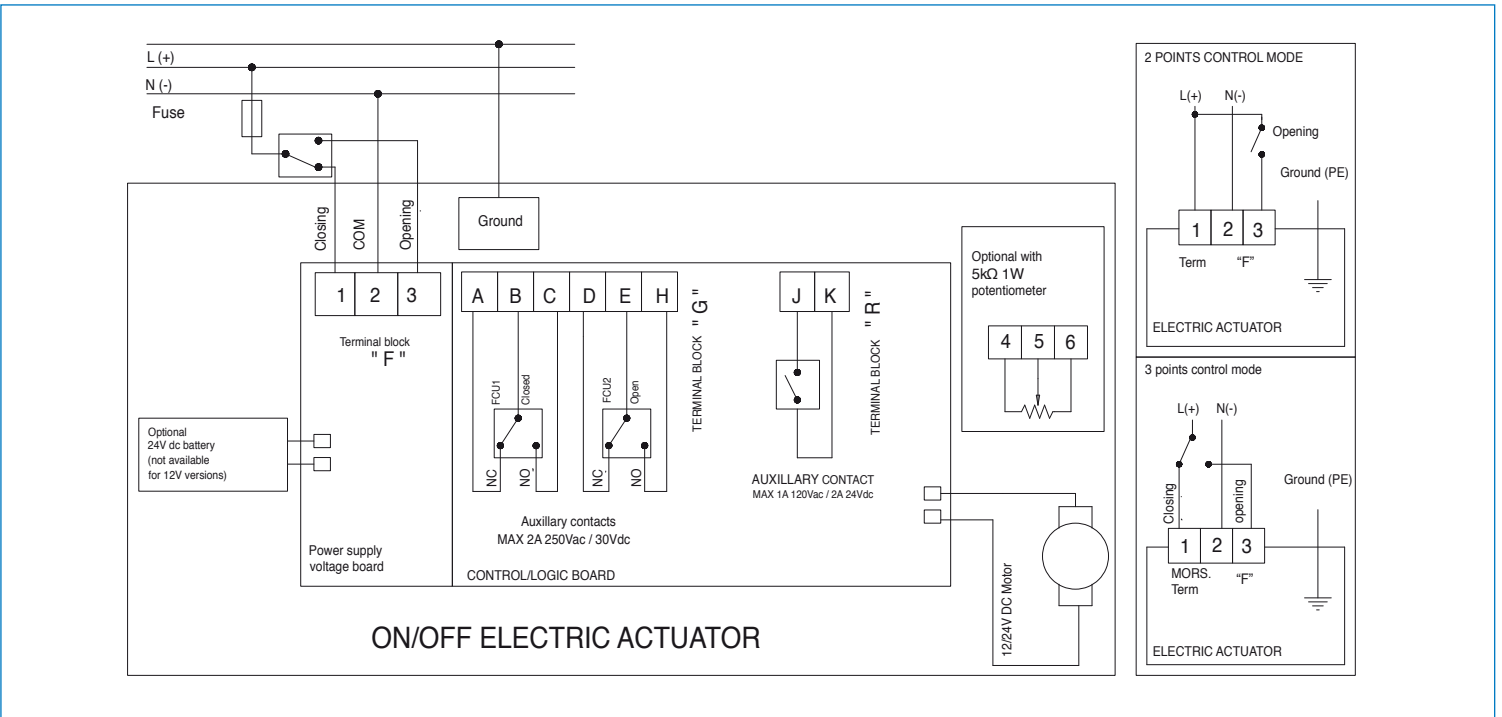 L (+)
N (-)
Fuse
Closing
COM
Opening
Ground
1 2 3
Terminal block
" F "
A B C D E H
TERMINAL BLOCK " G "
FCU1
Closed
NC
NO
FCU2
Open
NC
NO
Auxillary contacts
MAX 2A 250Vac / 30Vdc
J K
TERMINAL BLOCK " R "
AUXILLARY CONTACT
MAX 1A 120Vac / 2A 24Vdc
Optional with
5kΩ 1W
potentiometer
4 5 6
Optional
24V dc battery
(not available
for 12V versions)
Power supply
voltage board
CONTROL/LOGIC BOARD
12/24V DC Motor
ON/OFF ELECTRIC ACTUATOR
2 POINTS CONTROL MODE
L(+) N(-)
Opening
Ground (PE)
1 2 3
Term "F"
ELECTRIC ACTUATOR
3 points control mode
L(+) N(-)
Ground (PE)
Closing
opening
1 2 3
MORS.
Term "F"
ELECTRIC ACTUATOR